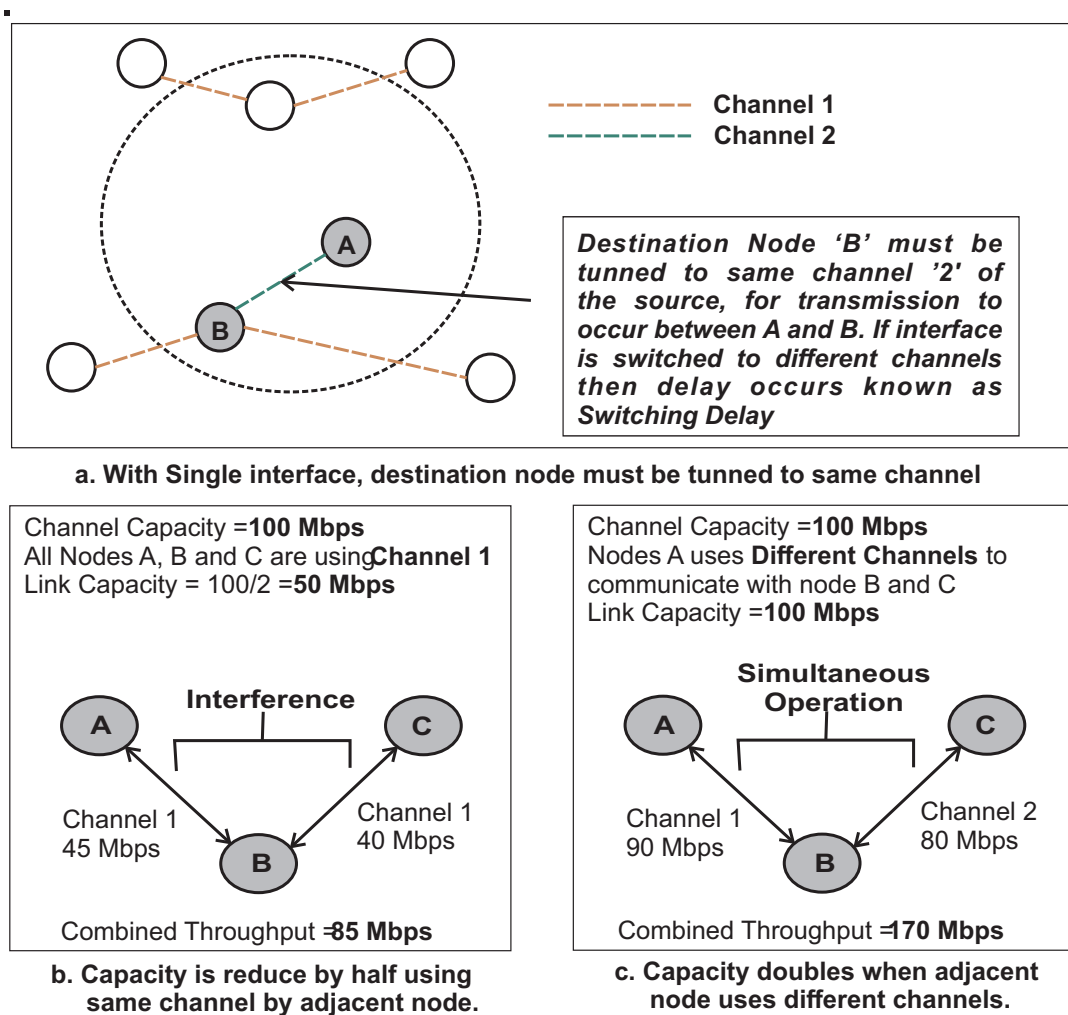 Channel 1
Channel 2
A
B
Destination Node ‘B’ must be
tunned to same channel ’2' of
the source, for transmission to
occur between A and B. If interface
is switched to different channels
then delay occurs known as
Switching Delay
a. With Single interface, destination node must be tunned to same channel
Channel Capacity =100 Mbps
All Nodes A, B and C are using Channel 1
Link Capacity = 100/2 =50 Mbps
Interference
A
C
Channel 1
45 Mbps
Channel 1
40 Mbps
B
Combined Throughput =85 Mbps
b. Capacity is reduce by half using
same channel by adjacent node.
Channel Capacity =100 Mbps
Nodes A uses Different Channels to
communicate with node B and C
Link Capacity =100 Mbps
Simultaneous
Operation
A
C
Channel 1
90 Mbps
Channel 2
80 Mbps
B
Combined Throughput =170 Mbps
c. Capacity doubles when adjacent
node uses different channels.